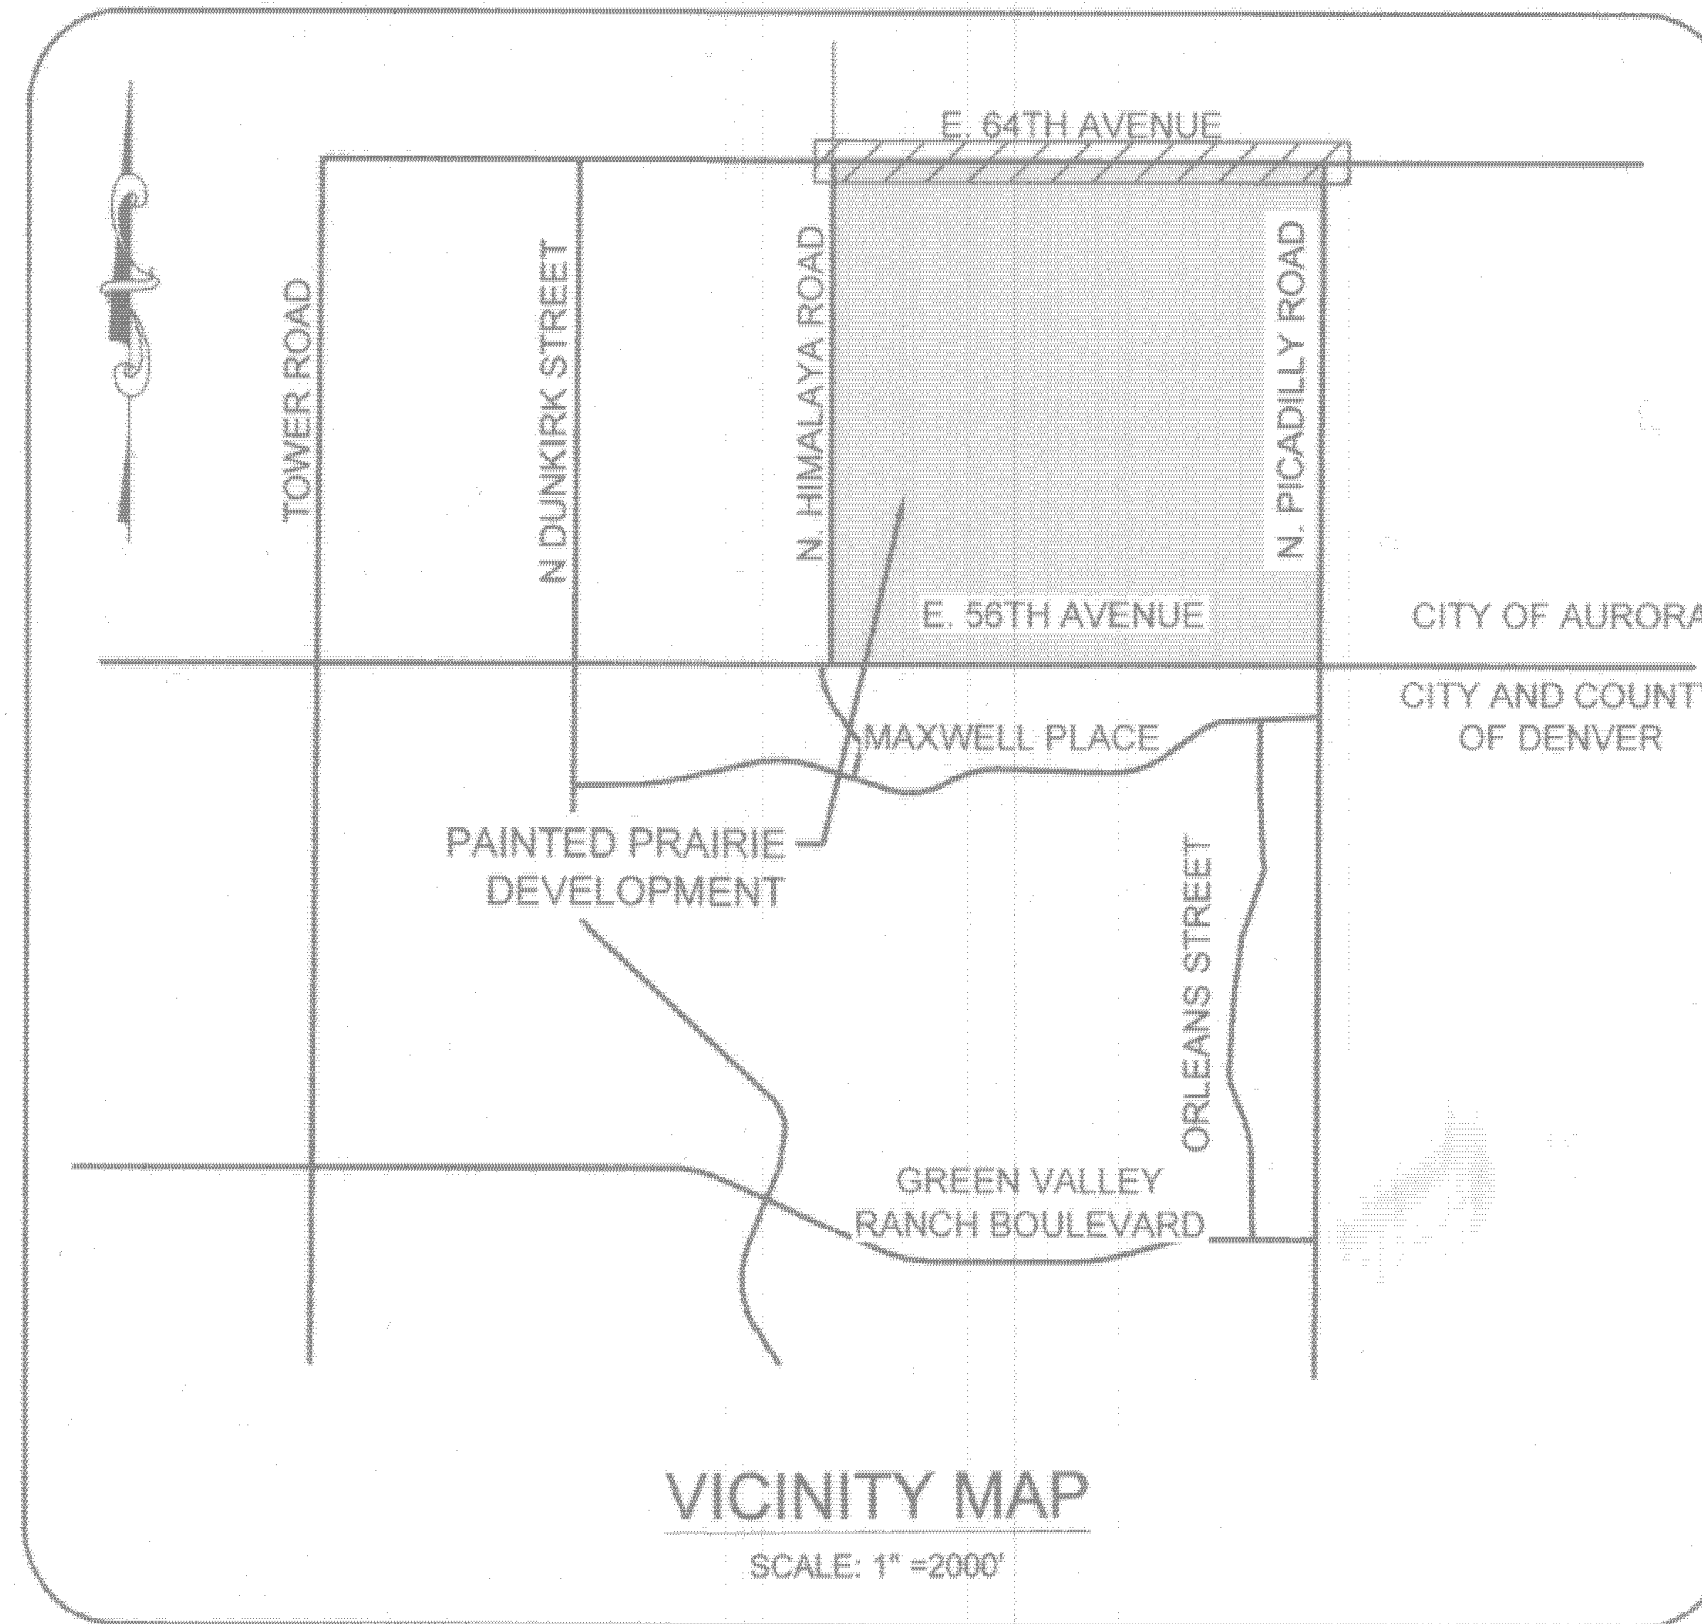 E. 64TH AVENUE
TOWER ROAD
N DUNKIRK STREET
N. HIMALAYA ROAD
N. PICADILLY ROAD
E. 56TH AVENUE
CITY OF AURORA
CITY AND COUNT
OF DENVER
MAXWELL PLACE
PAINTED PRAIRIE
DEVELOPMENT
ORLEANS STREET
GREEN VALLEY
RANCH BOULEVARD
VICINITY MAP
SCALE: 1" =2000'